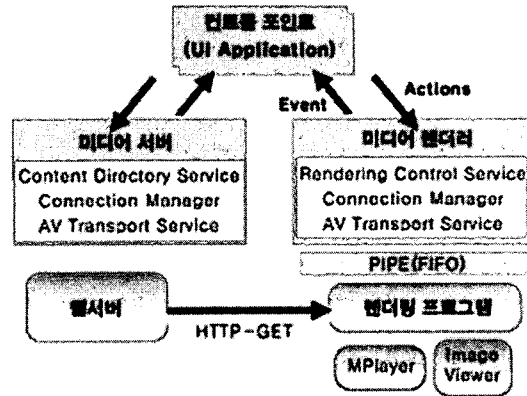 컨트롤 포인트
(UI Application)
Event
Actions
미디어 서버
Content Directory Service
Connection Manager
AV Transport Service
미디어 렌더러
Rendering Control Service
Connection Manager
AV Transport Service
PIPE(FIFO)
웹서버
HTTP-GET
렌더링 프로그램
MPlayer
Image
Viewer